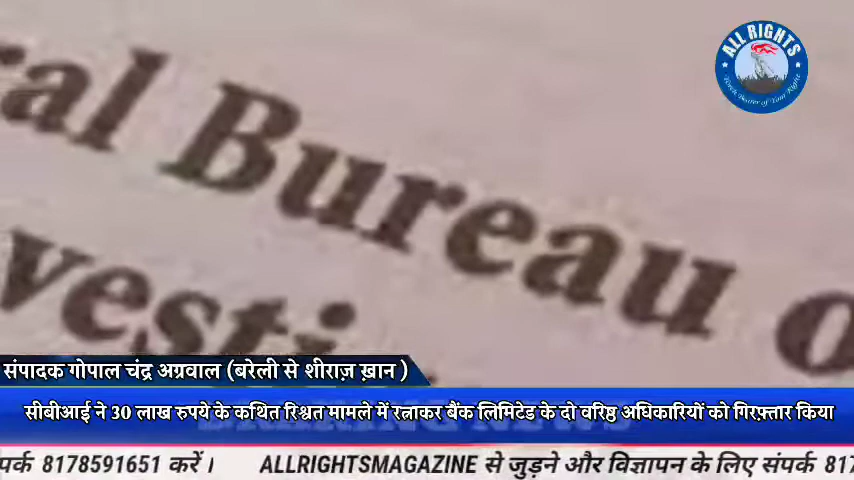 ALL RIGHTS
ral Bureau o
vesti
संपादक गोपाल चंद्र अग्रवाल (बरेली से शीराज़ ख़ान )
सीबीआई ने 30 लाख रुपये के कथित रिश्वत मामले में रत्नाकर बैंक लिमिटेड के दो वरिष्ठ अधिकारियों को गिरफ़्तार किया
पर्क 8178591651 करें । ALLRIGHTSMAGAZINE से जुड़ने और विज्ञापन के लिए संपर्क 817